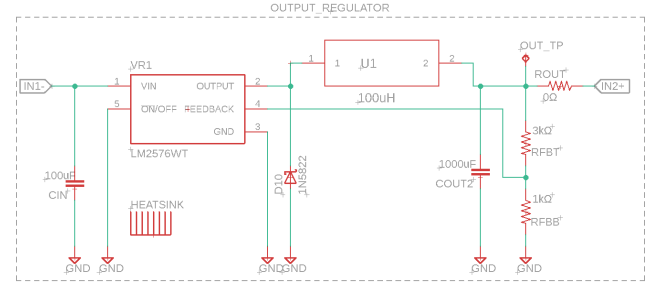 OUTPUT_REGULATOR
OUT_TP
VR1
1 1 U1 2 2
ROUT
IN1- 1 VIN OUTPUT 2 IN2+
0Ω
100uH
5 ON/OFF FEEDBACK 4
3kΩ
GND 3
RFBT
LM2576WT
1000uF
100uF
COUT2
CIN
D10
1N5822
1kΩ
HEATSINK
RFBB
GND GND GND GND GND GND